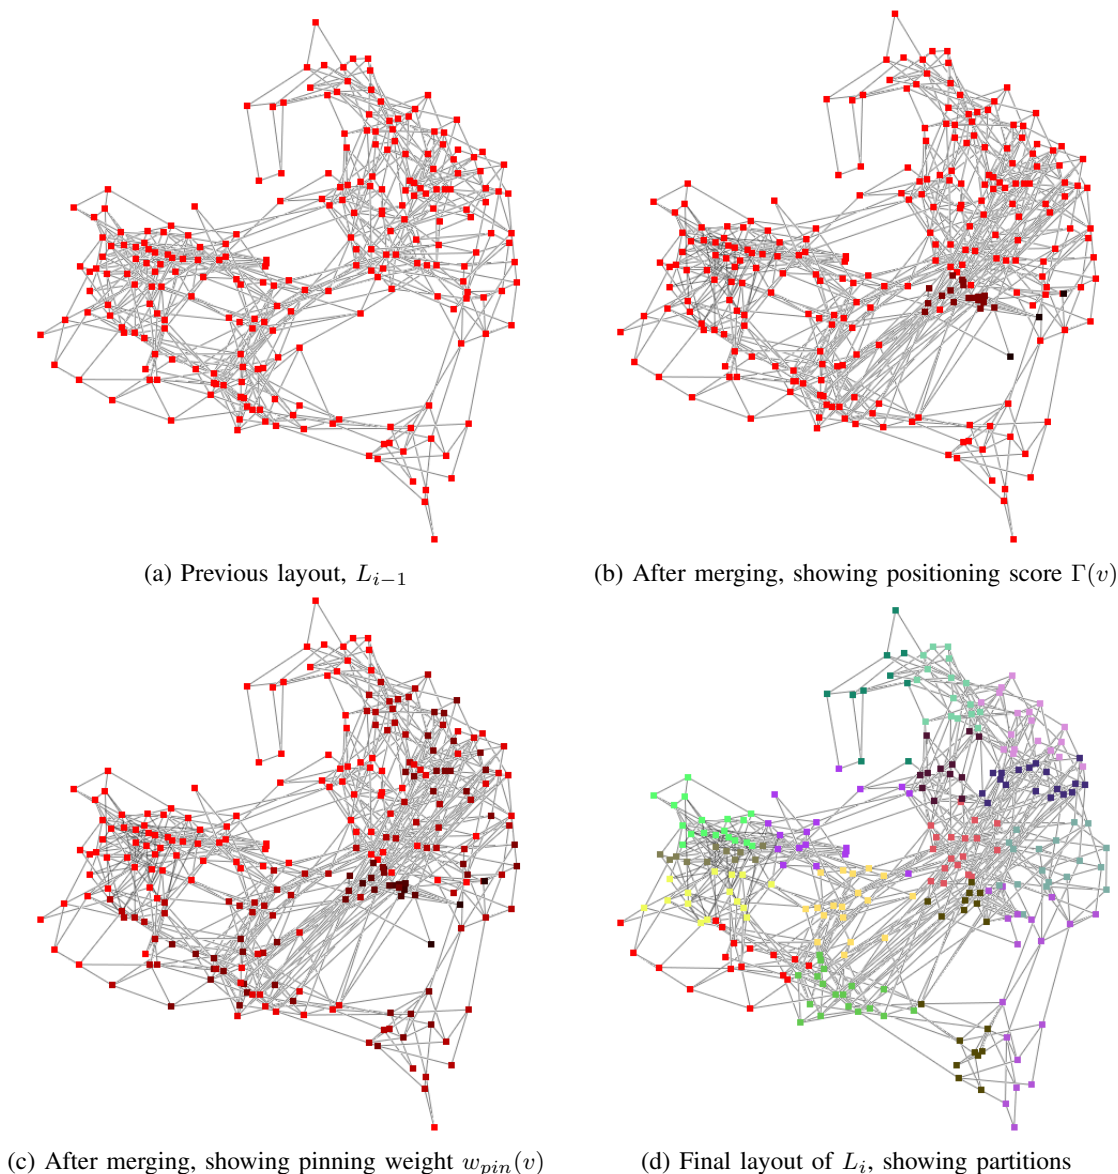 (a) Previous layout, L_{i−1}
(b) After merging, showing positioning score Γ(v)
(c) After merging, showing pinning weight w_{pin}(v)
(d) Final layout of L_i, showing partitions